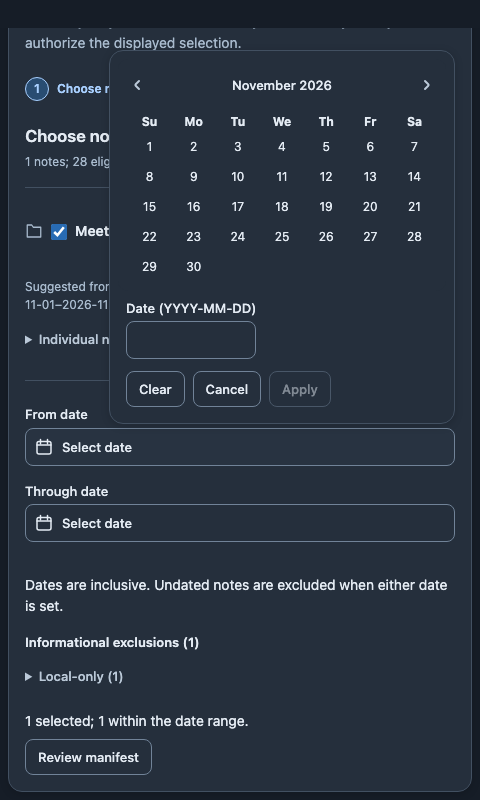 authorize the displayed selection.
1 Choose
Choose no
1 notes; 28 elig
Meet
Suggested from
11-01–2026-11
Individual n
November 2026
Su Mo Tu We Th Fr Sa
1 2 3 4 5 6 7
8 9 10 11 12 13 14
15 16 17 18 19 20 21
22 23 24 25 26 27 28
29 30
Date (YYYY-MM-DD)
Clear Cancel Apply
From date
Select date
Through date
Select date
Dates are inclusive. Undated notes are excluded when either date
is set.
Informational exclusions (1)
Local-only (1)
1 selected; 1 within the date range.
Review manifest